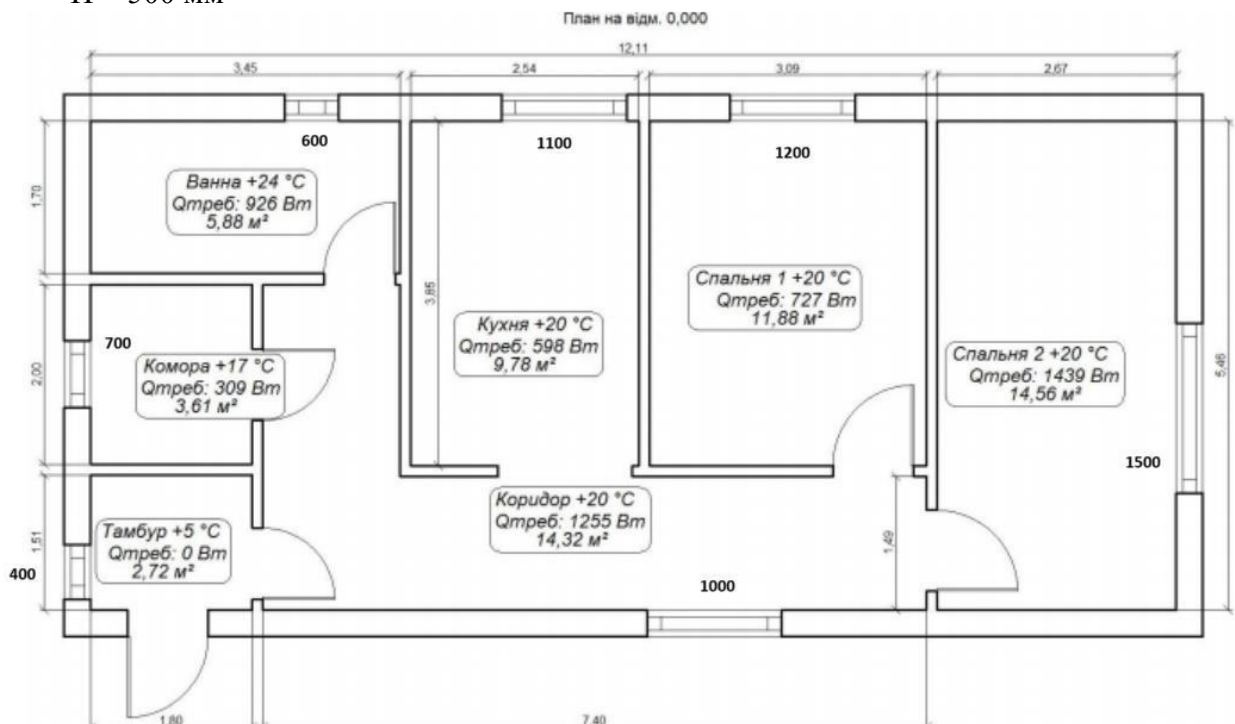 План на відм. 0,000
12,11
3,45
2,54
3,09
2,67
600
1100
1200
Ванна +24 °C
Qтреб: 926 Вт
5,88 м²
1,70
3,85
Спальня 1 +20 °C
Qтреб: 727 Вт
11,88 м²
Кухня +20 °C
Qтреб: 598 Вт
9,78 м²
700
Комора +17 °C
Qтреб: 309 Вт
3,61 м²
2,00
Спальня 2 +20 °C
Qтреб: 1439 Вт
14,56 м²
5,46
1500
Коридор +20 °C
Qтреб: 1255 Вт
14,32 м²
Тамбур +5 °C
Qтреб: 0 Вт
2,72 м²
1,51
1,49
400
1000
1,80
7,40